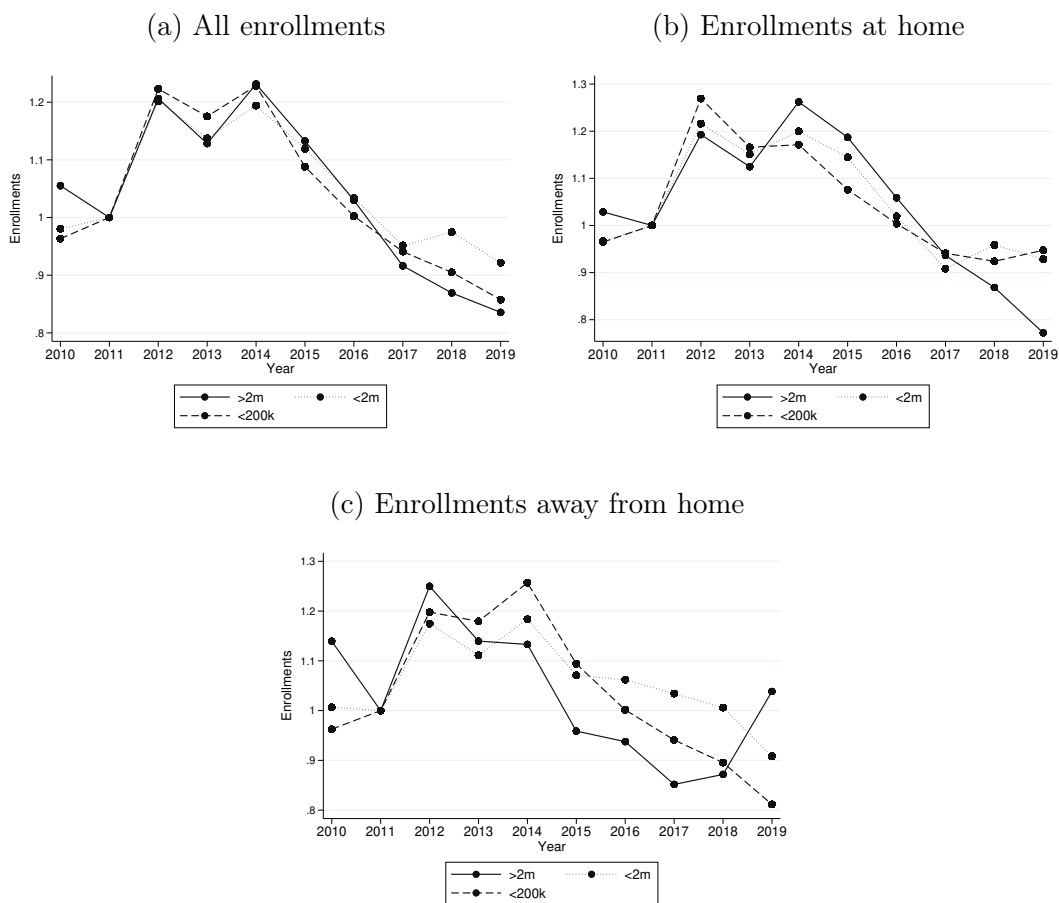 (a) All enrollments
1.2
1.1
1
.9
.8
Enrollments
2010 2011 2012 2013 2014 2015 2016 2017 2018 2019
Year
>2m <2m
<200k
(b) Enrollments at home
1.3
1.2
1.1
1
.9
.8
Enrollments
2010 2011 2012 2013 2014 2015 2016 2017 2018 2019
Year
>2m <2m
<200k
(c) Enrollments away from home
1.3
1.2
1.1
1
.9
.8
Enrollments
2010 2011 2012 2013 2014 2015 2016 2017 2018 2019
Year
>2m <2m
<200k